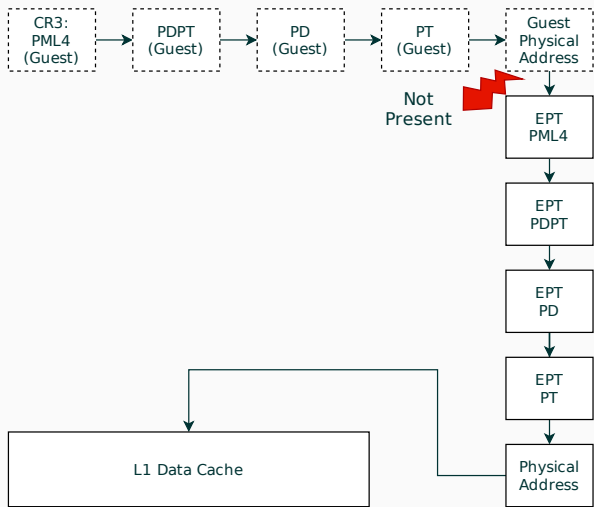 CR3:
PML4
(Guest)
PDPT
(Guest)
PD
(Guest)
PT
(Guest)
Guest
Physical
Address
Not
Present
EPT
PML4
EPT
PDPT
EPT
PD
EPT
PT
L1 Data Cache
Physical
Address